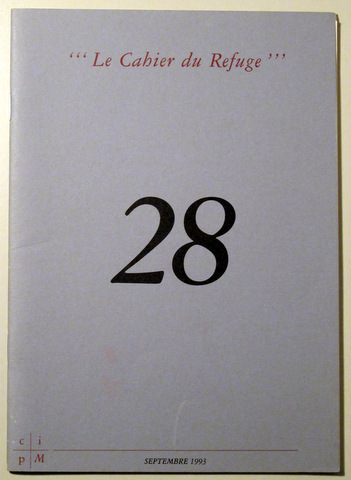 ‘‘‘ Le Cahier du Refuge ’’’
28
c i
p M
SEPTEMBRE 1993